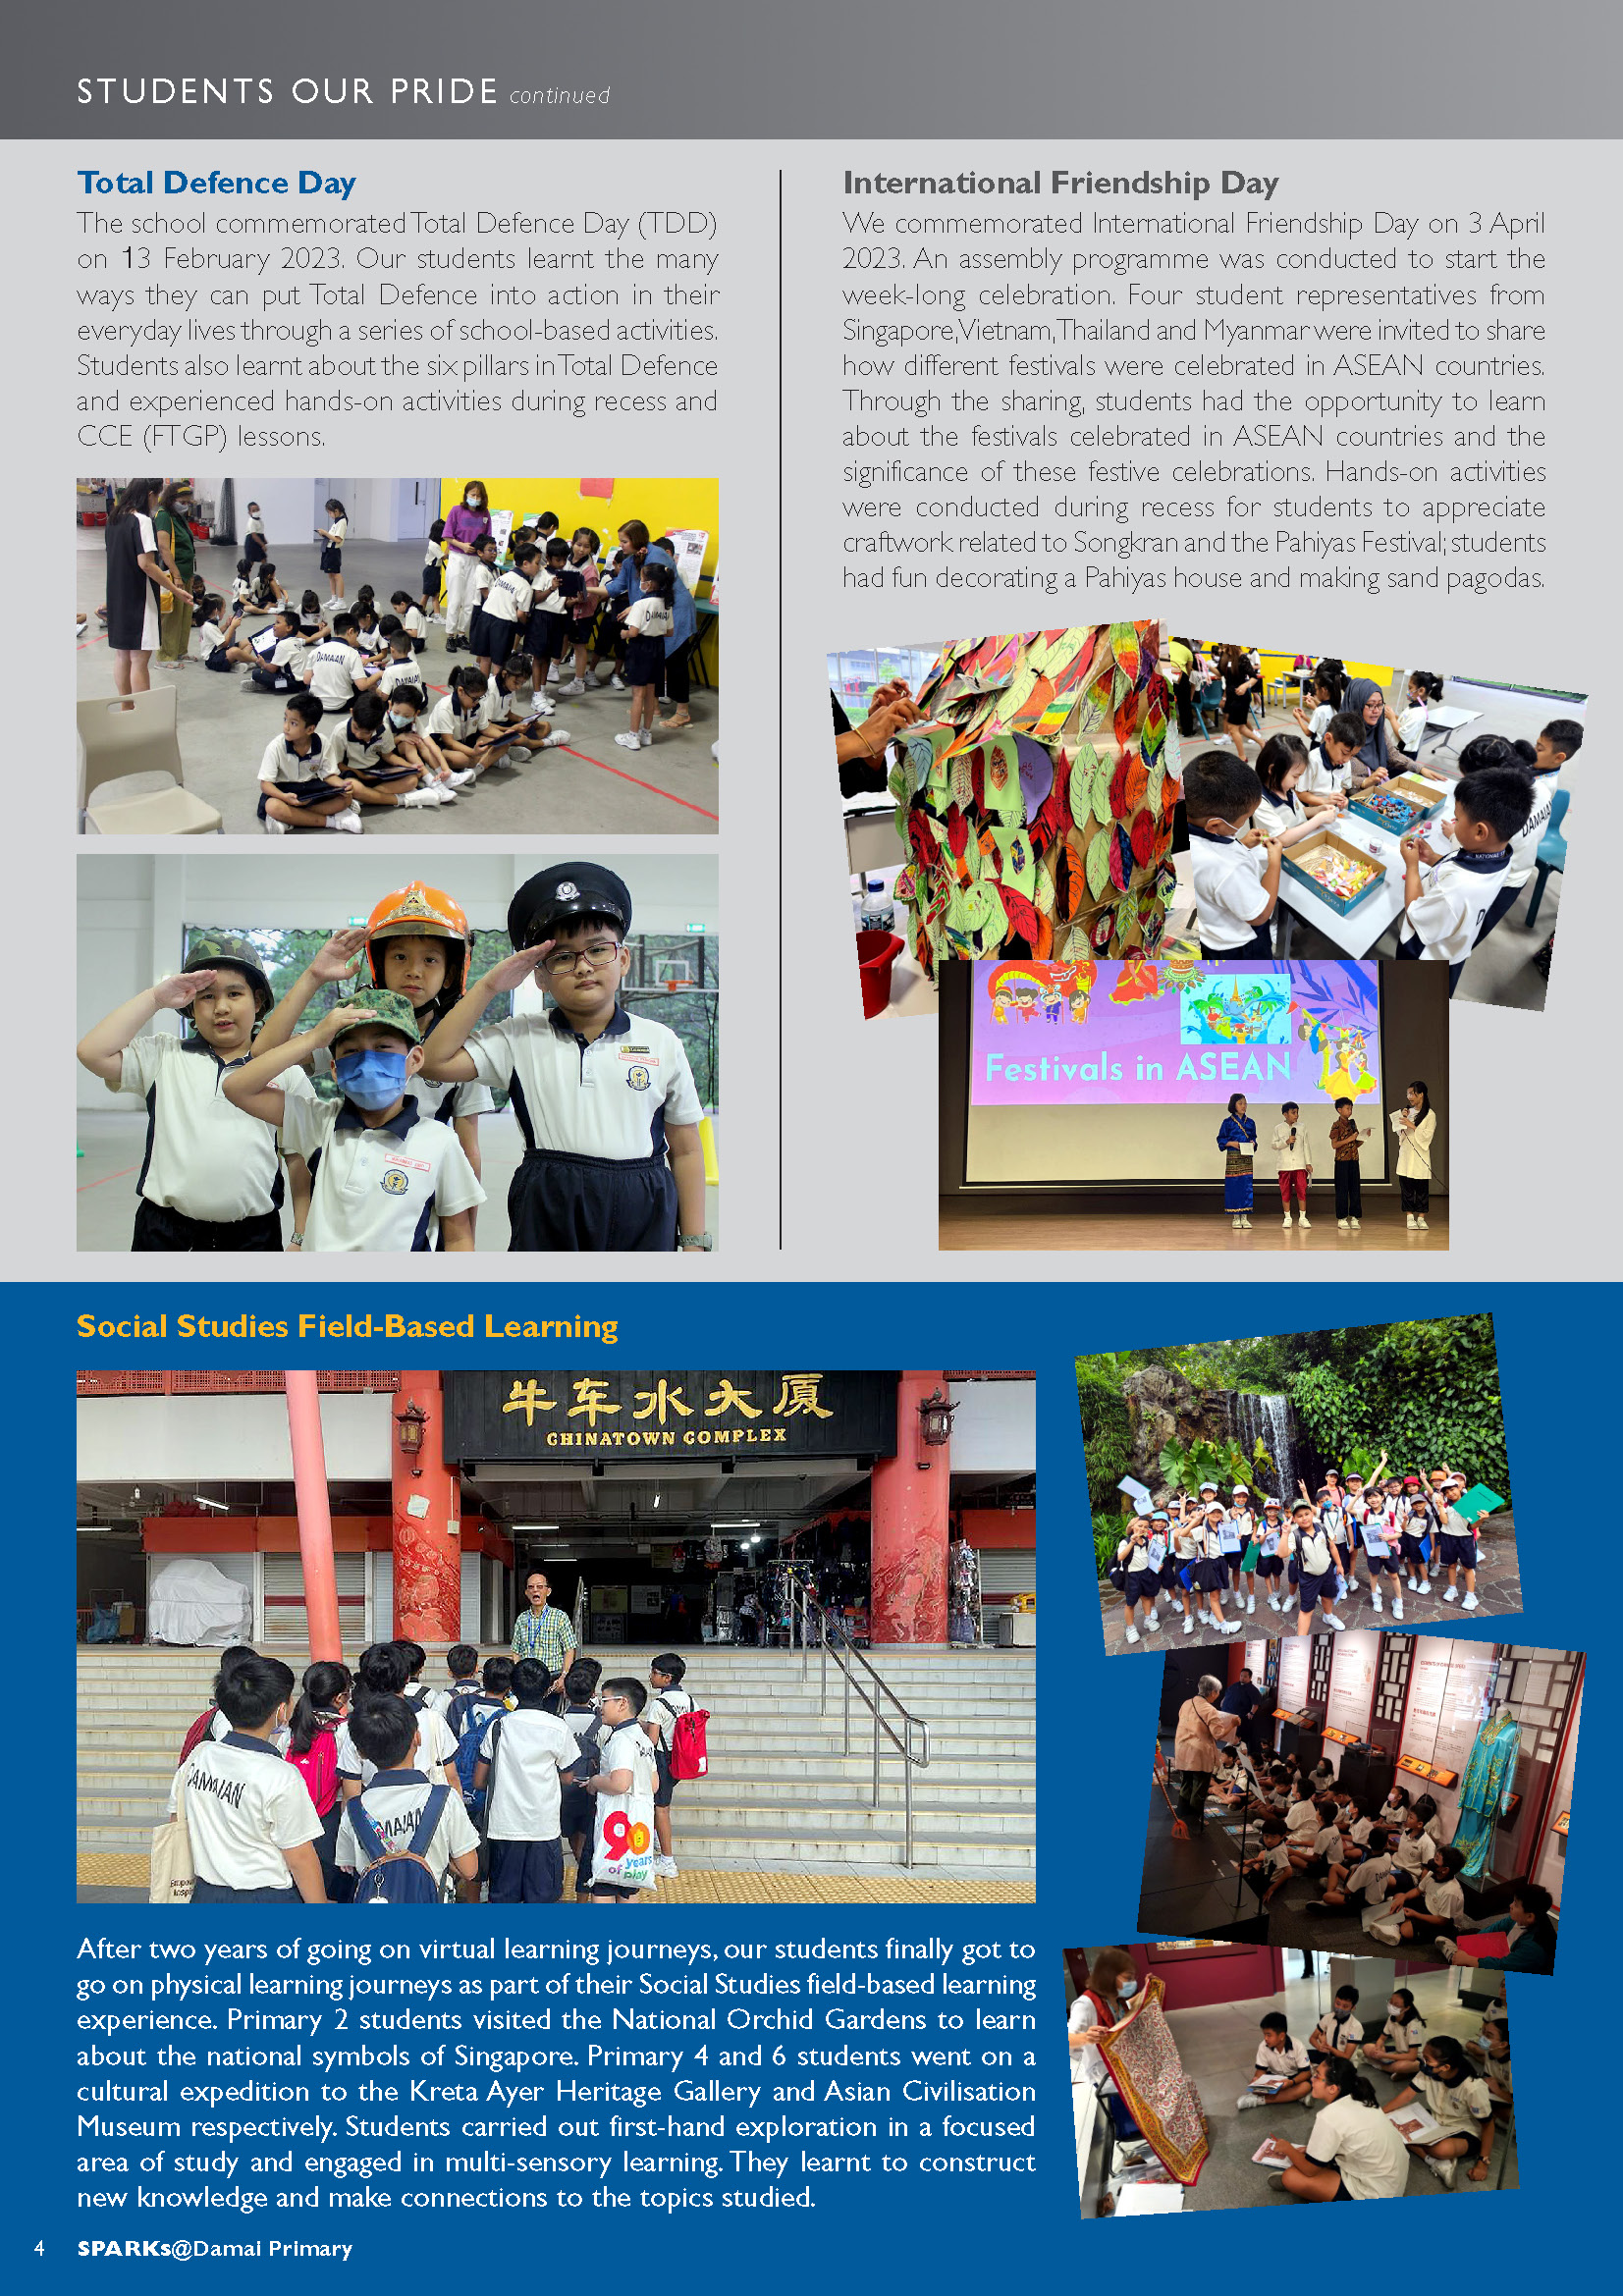 STUDENTS OUR PRIDE continued
Total Defence Day
The school commemorated Total Defence Day (TDD)
on 13 February 2023. Our students learnt the many
ways they can put Total Defence into action in their
everyday lives through a series of school-based activities.
Students also learnt about the six pillars in Total Defence
and experienced hands-on activities during recess and
CCE (FTGP) lessons.
DAMAIAN
DAMAIAN
DAMAIAN
International Friendship Day
We commemorated International Friendship Day on 3 April
2023. An assembly programme was conducted to start the
week-long celebration. Four student representatives from
Singapore, Vietnam, Thailand and Myanmar were invited to share
how different festivals were celebrated in ASEAN countries.
Through the sharing, students had the opportunity to learn
about the festivals celebrated in ASEAN countries and the
significance of these festive celebrations. Hands-on activities
were conducted during recess for students to appreciate
craftwork related to Songkran and the Pahiyas Festival; students
had fun decorating a Pahiyas house and making sand pagodas.
Festivals in ASEAN
Social Studies Field-Based Learning
牛车水大厦
CHINATOWN COMPLEX
DAMAIAN
90
years
of play
After two years of going on virtual learning journeys, our students finally got to
go on physical learning journeys as part of their Social Studies field-based learning
experience. Primary 2 students visited the National Orchid Gardens to learn
about the national symbols of Singapore. Primary 4 and 6 students went on a
cultural expedition to the Kreta Ayer Heritage Gallery and Asian Civilisation
Museum respectively. Students carried out first-hand exploration in a focused
area of study and engaged in multi-sensory learning. They learnt to construct
new knowledge and make connections to the topics studied.
4 SPARKs@Damai Primary